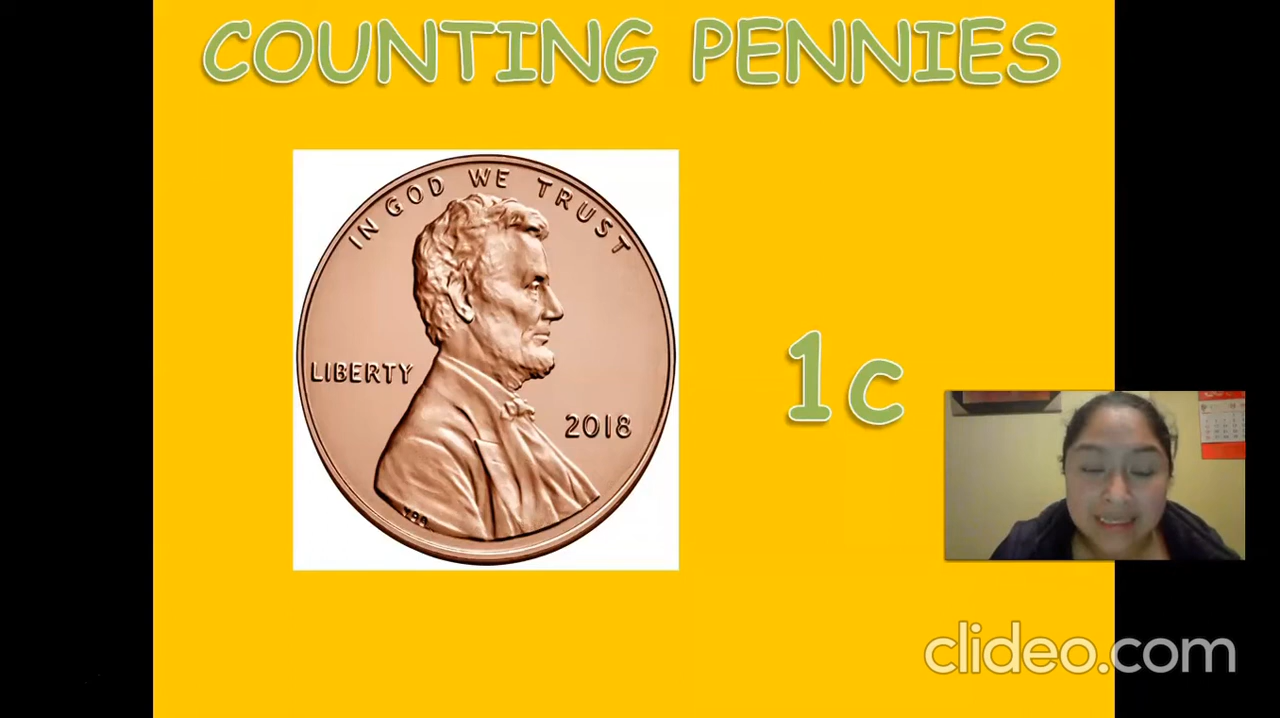 COUNTING PENNIES
IN GOD WE TRUST
LIBERTY
2018
1c
clideo.com